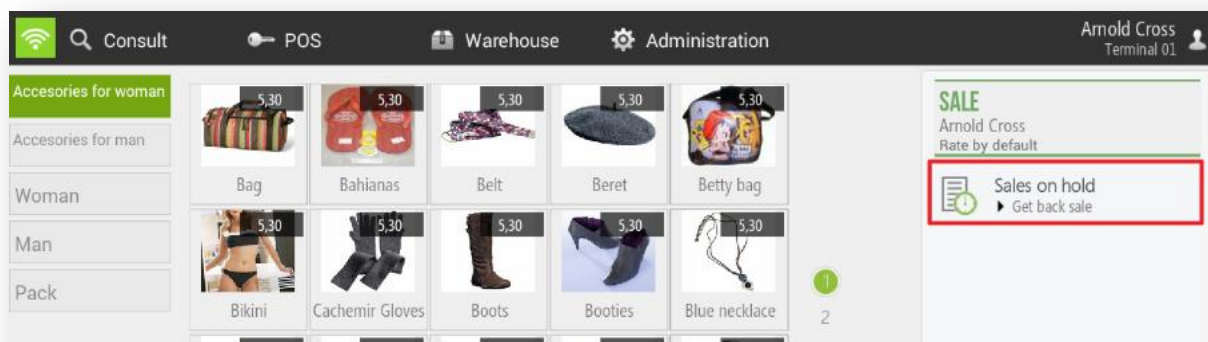 Consult
POS
Warehouse
Administration
Arnold Cross
Terminal 01
Accesories for woman
Accesories for man
Woman
Man
Pack
5,30
5,30
5,30
5,30
5,30
Bag
Bahianas
Belt
Beret
Betty bag
5,30
5,30
5,30
5,30
5,30
Bikini
Cachemir Gloves
Boots
Booties
Blue necklace
1
2
SALE
Arnold Cross
Rate by default
Sales on hold
Get back sale